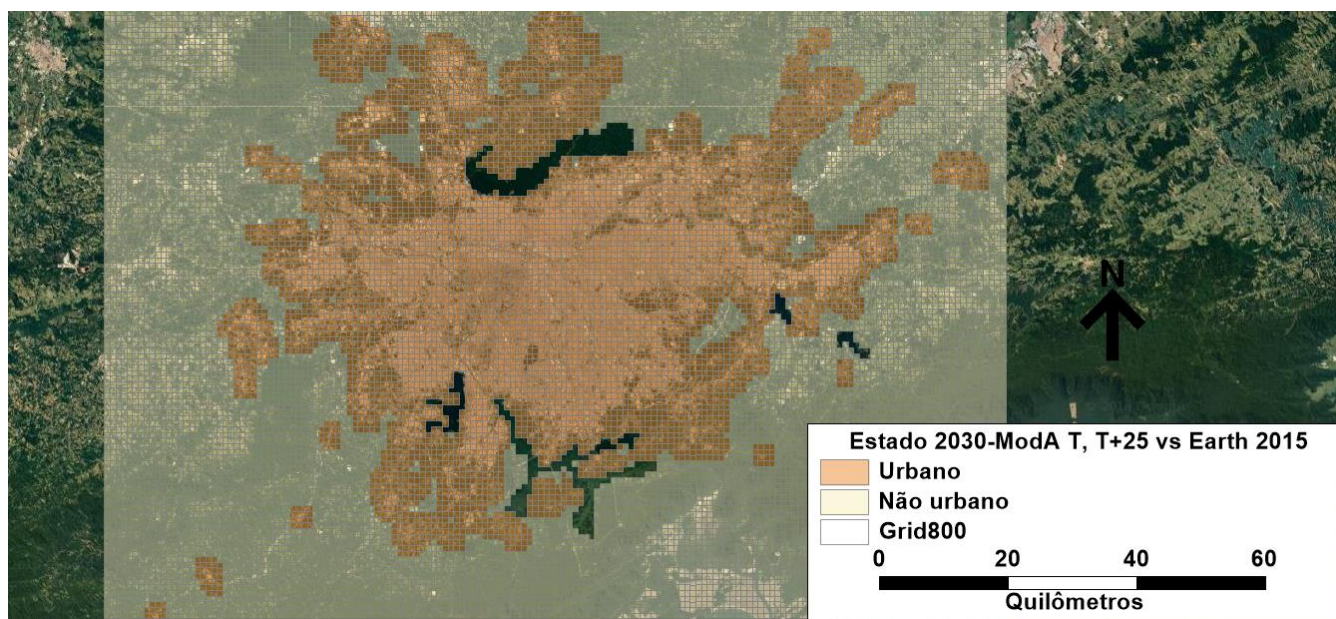 N
Estado 2030-ModA T, T+25 vs Earth 2015
Urbano
Não urbano
Grid800
0 20 40 60
Quilômetros